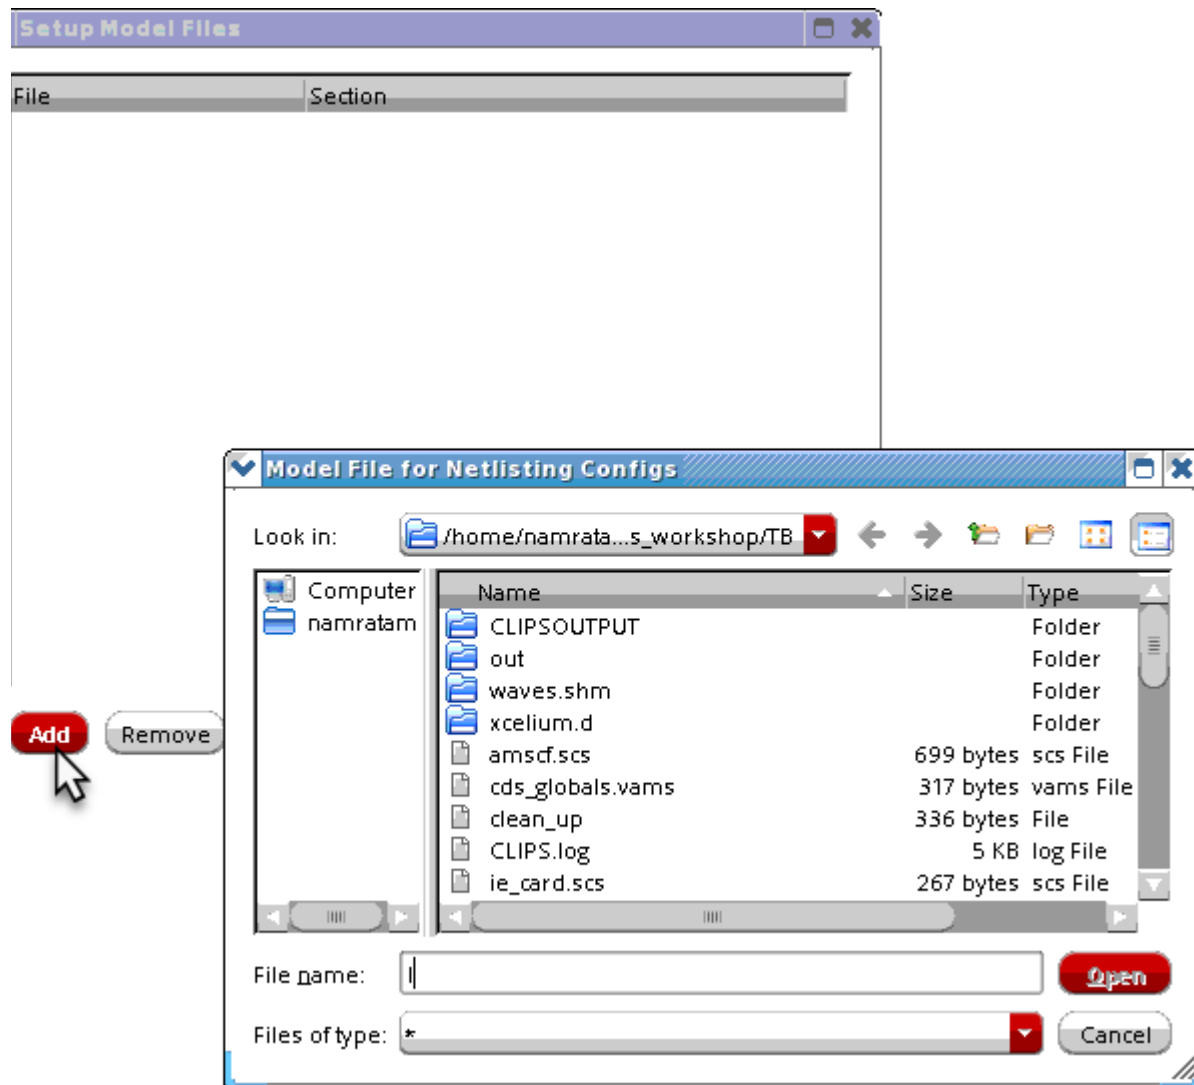 Setup Model Files
File Section
Add Remove
Model File for Netlisting Configs
Look in: /home/namrata...s_workshop/TB
Computer
namratam
Name Size Type
CLIPSOUTPUT Folder
out Folder
waves.shm Folder
xcelium.d Folder
amscf.scs 699 bytes scs File
cds_globals.vams 317 bytes vams File
clean_up 336 bytes File
CLIPS.log 5 KB log File
ie_card.scs 267 bytes scs File
File name: Open
Files of type: * Cancel